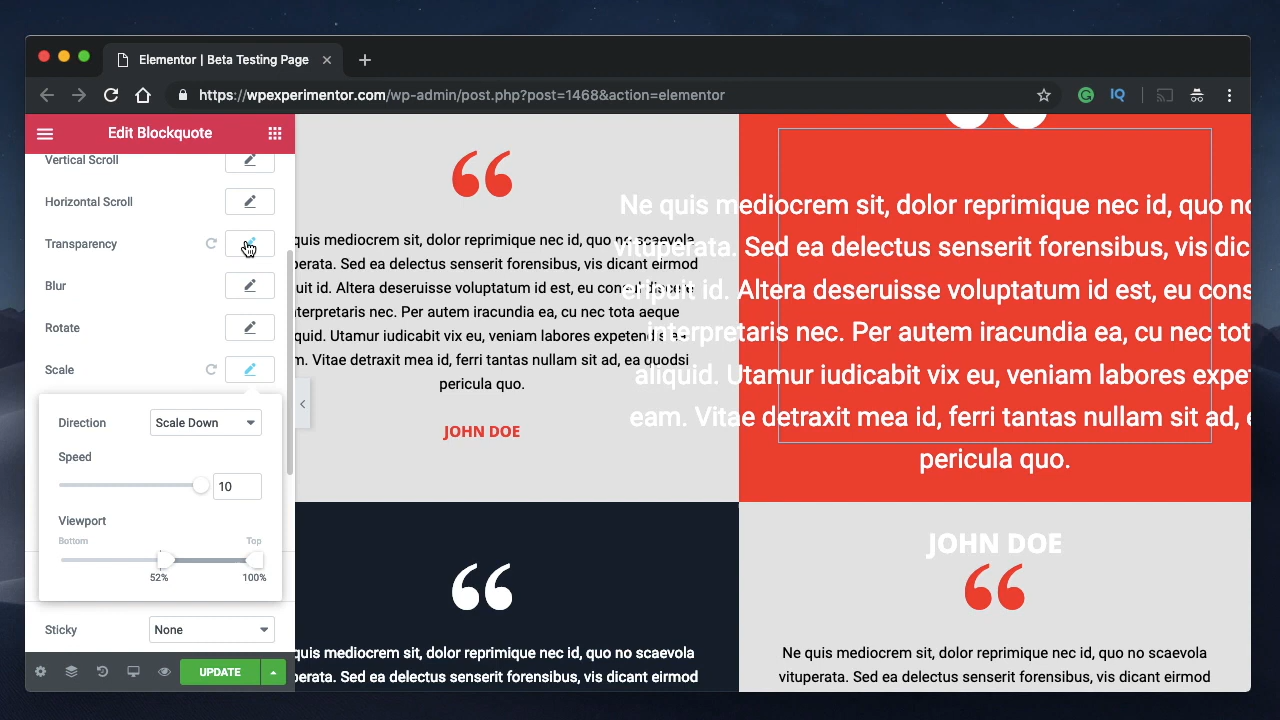 Elementor | Beta Testing Page
https://wpexperimentor.com/wp-admin/post.php?post=1468&action=elementor
IQ
Edit Blockquote
Vertical Scroll
Horizontal Scroll
Transparency
Blur
Rotate
Scale
Direction
Scale Down
Speed
10
Viewport
Bottom
Top
52%
100%
Sticky
None
UPDATE
“
quis mediocrem sit, dolor reprimique nec id, quo no scaevola
perata. Sed ea delectus senserit forensibus, vis dicant eirmod
uit id. Altera deseruisse voluptatum id est, eu
nterpretaris nec. Per autem iracundia ea, cu nec tota aeque
quid. Utamur iudicabit vix eu, veniam labores
m. Vitae detraxit mea id, ferri tantas nullam sit ad, ea quodsi
pericula quo.
JOHN DOE
“
Ne quis mediocrem sit, dolor reprimique nec id, quo
vituperata. Sed ea delectus senserit forensibus, vis dic
eripuit id. Altera deseruisse voluptatum id est, eu cons
interpretaris nec. Per autem iracundia ea, cu nec tot
aliquid. Utamur iudicabit vix eu, veniam labores expe
eam. Vitae detraxit mea id, ferri tantas nullam sit ad,
pericula quo.
JOHN DOE
“
quis mediocrem sit, dolor reprimique nec id, quo no scaevola
perata. Sed ea delectus senserit forensibus, vis dicant eirmod
“
Ne quis mediocrem sit, dolor reprimique nec id, quo no scaevola
vituperata. Sed ea delectus senserit forensibus, vis dicant eirmod